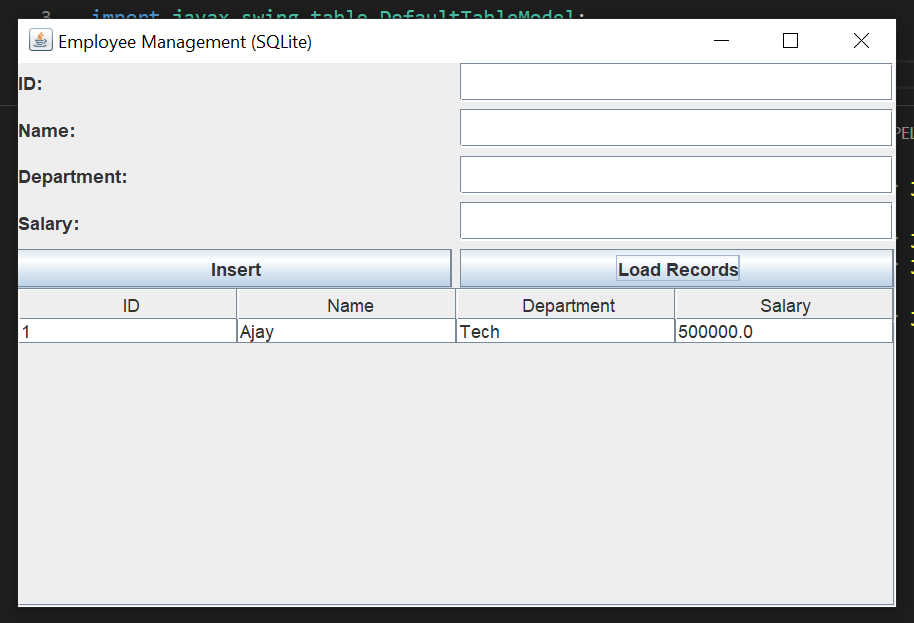 3 import javax.swing.table.DefaultTableModel;
Employee Management (SQLite)
ID:
Name:
Department:
Salary:
Insert Load Records
ID Name Department Salary
1 Ajay Tech 500000.0